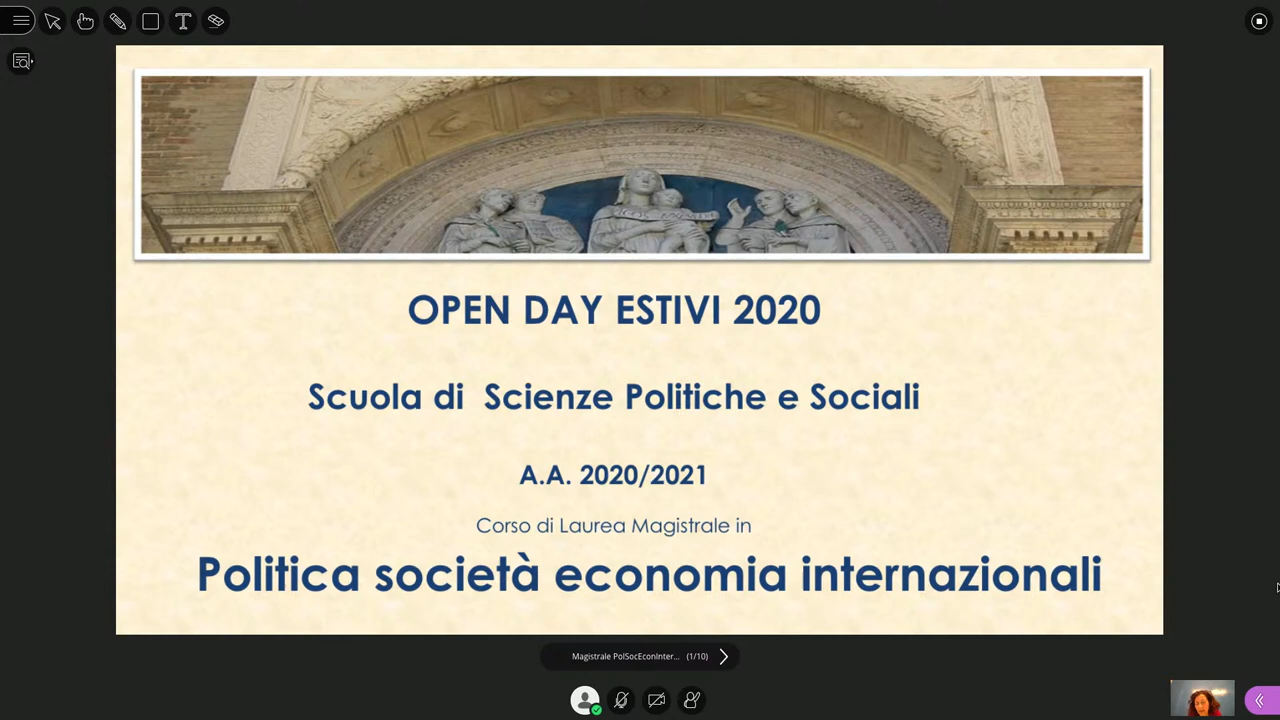 OPEN DAY ESTIVI 2020
Scuola di Scienze Politiche e Sociali
A.A. 2020/2021
Corso di Laurea Magistrale in
Politica società economia internazionali
Magistrale PolSocEconInter... (1/10)